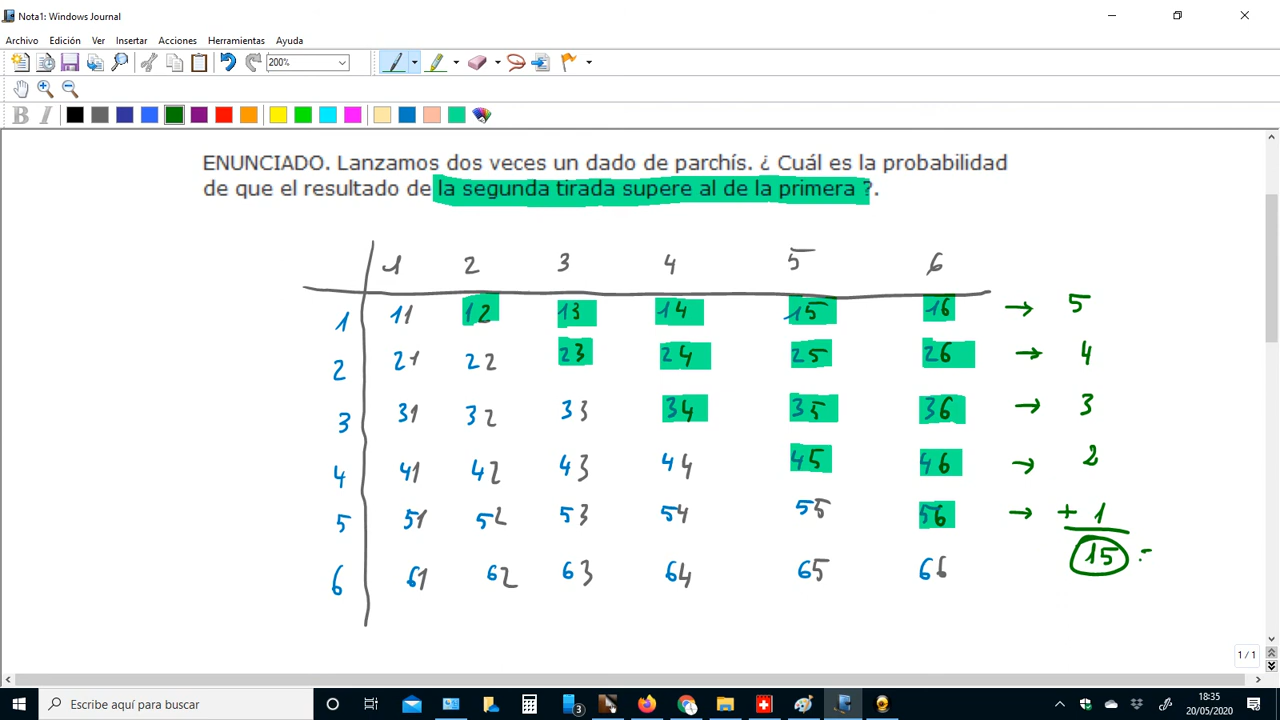 Nota1: Windows Journal
Archivo Edición Ver Insertar Acciones Herramientas Ayuda
200%
B I
ENUNCIADO. Lanzamos dos veces un dado de parchís. ¿ Cuál es la probabilidad
de que el resultado de la segunda tirada supere al de la primera ?.
1 2 3 4 5 6
1 11 12 13 14 15 16 → 5
2 21 22 23 24 25 26 → 4
3 31 32 33 34 35 36 → 3
4 41 42 43 44 45 46 → 2
5 51 52 53 54 55 56 → + 1
15 =
6 61 62 63 64 65 66
1 / 1
Escribe aquí para buscar
3
18:35
20/05/2020